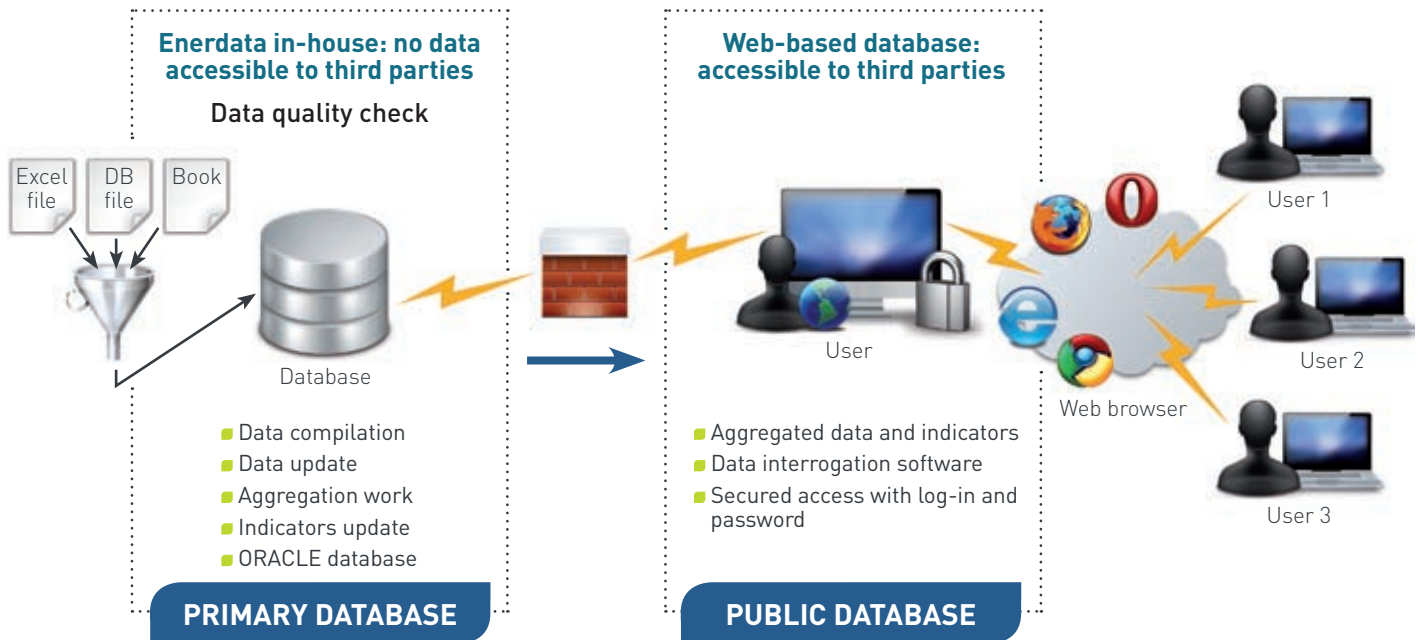 Enerdata in-house: no data
accessible to third parties
Data quality check
Excel
file
DB
file
Book
Database
Data compilation
Data update
Aggregation work
Indicators update
ORACLE database
PRIMARY DATABASE
Web-based database:
accessible to third parties
User
Aggregated data and indicators
Data interrogation software
Secured access with log-in and
password
PUBLIC DATABASE
Web browser
User 1
User 2
User 3